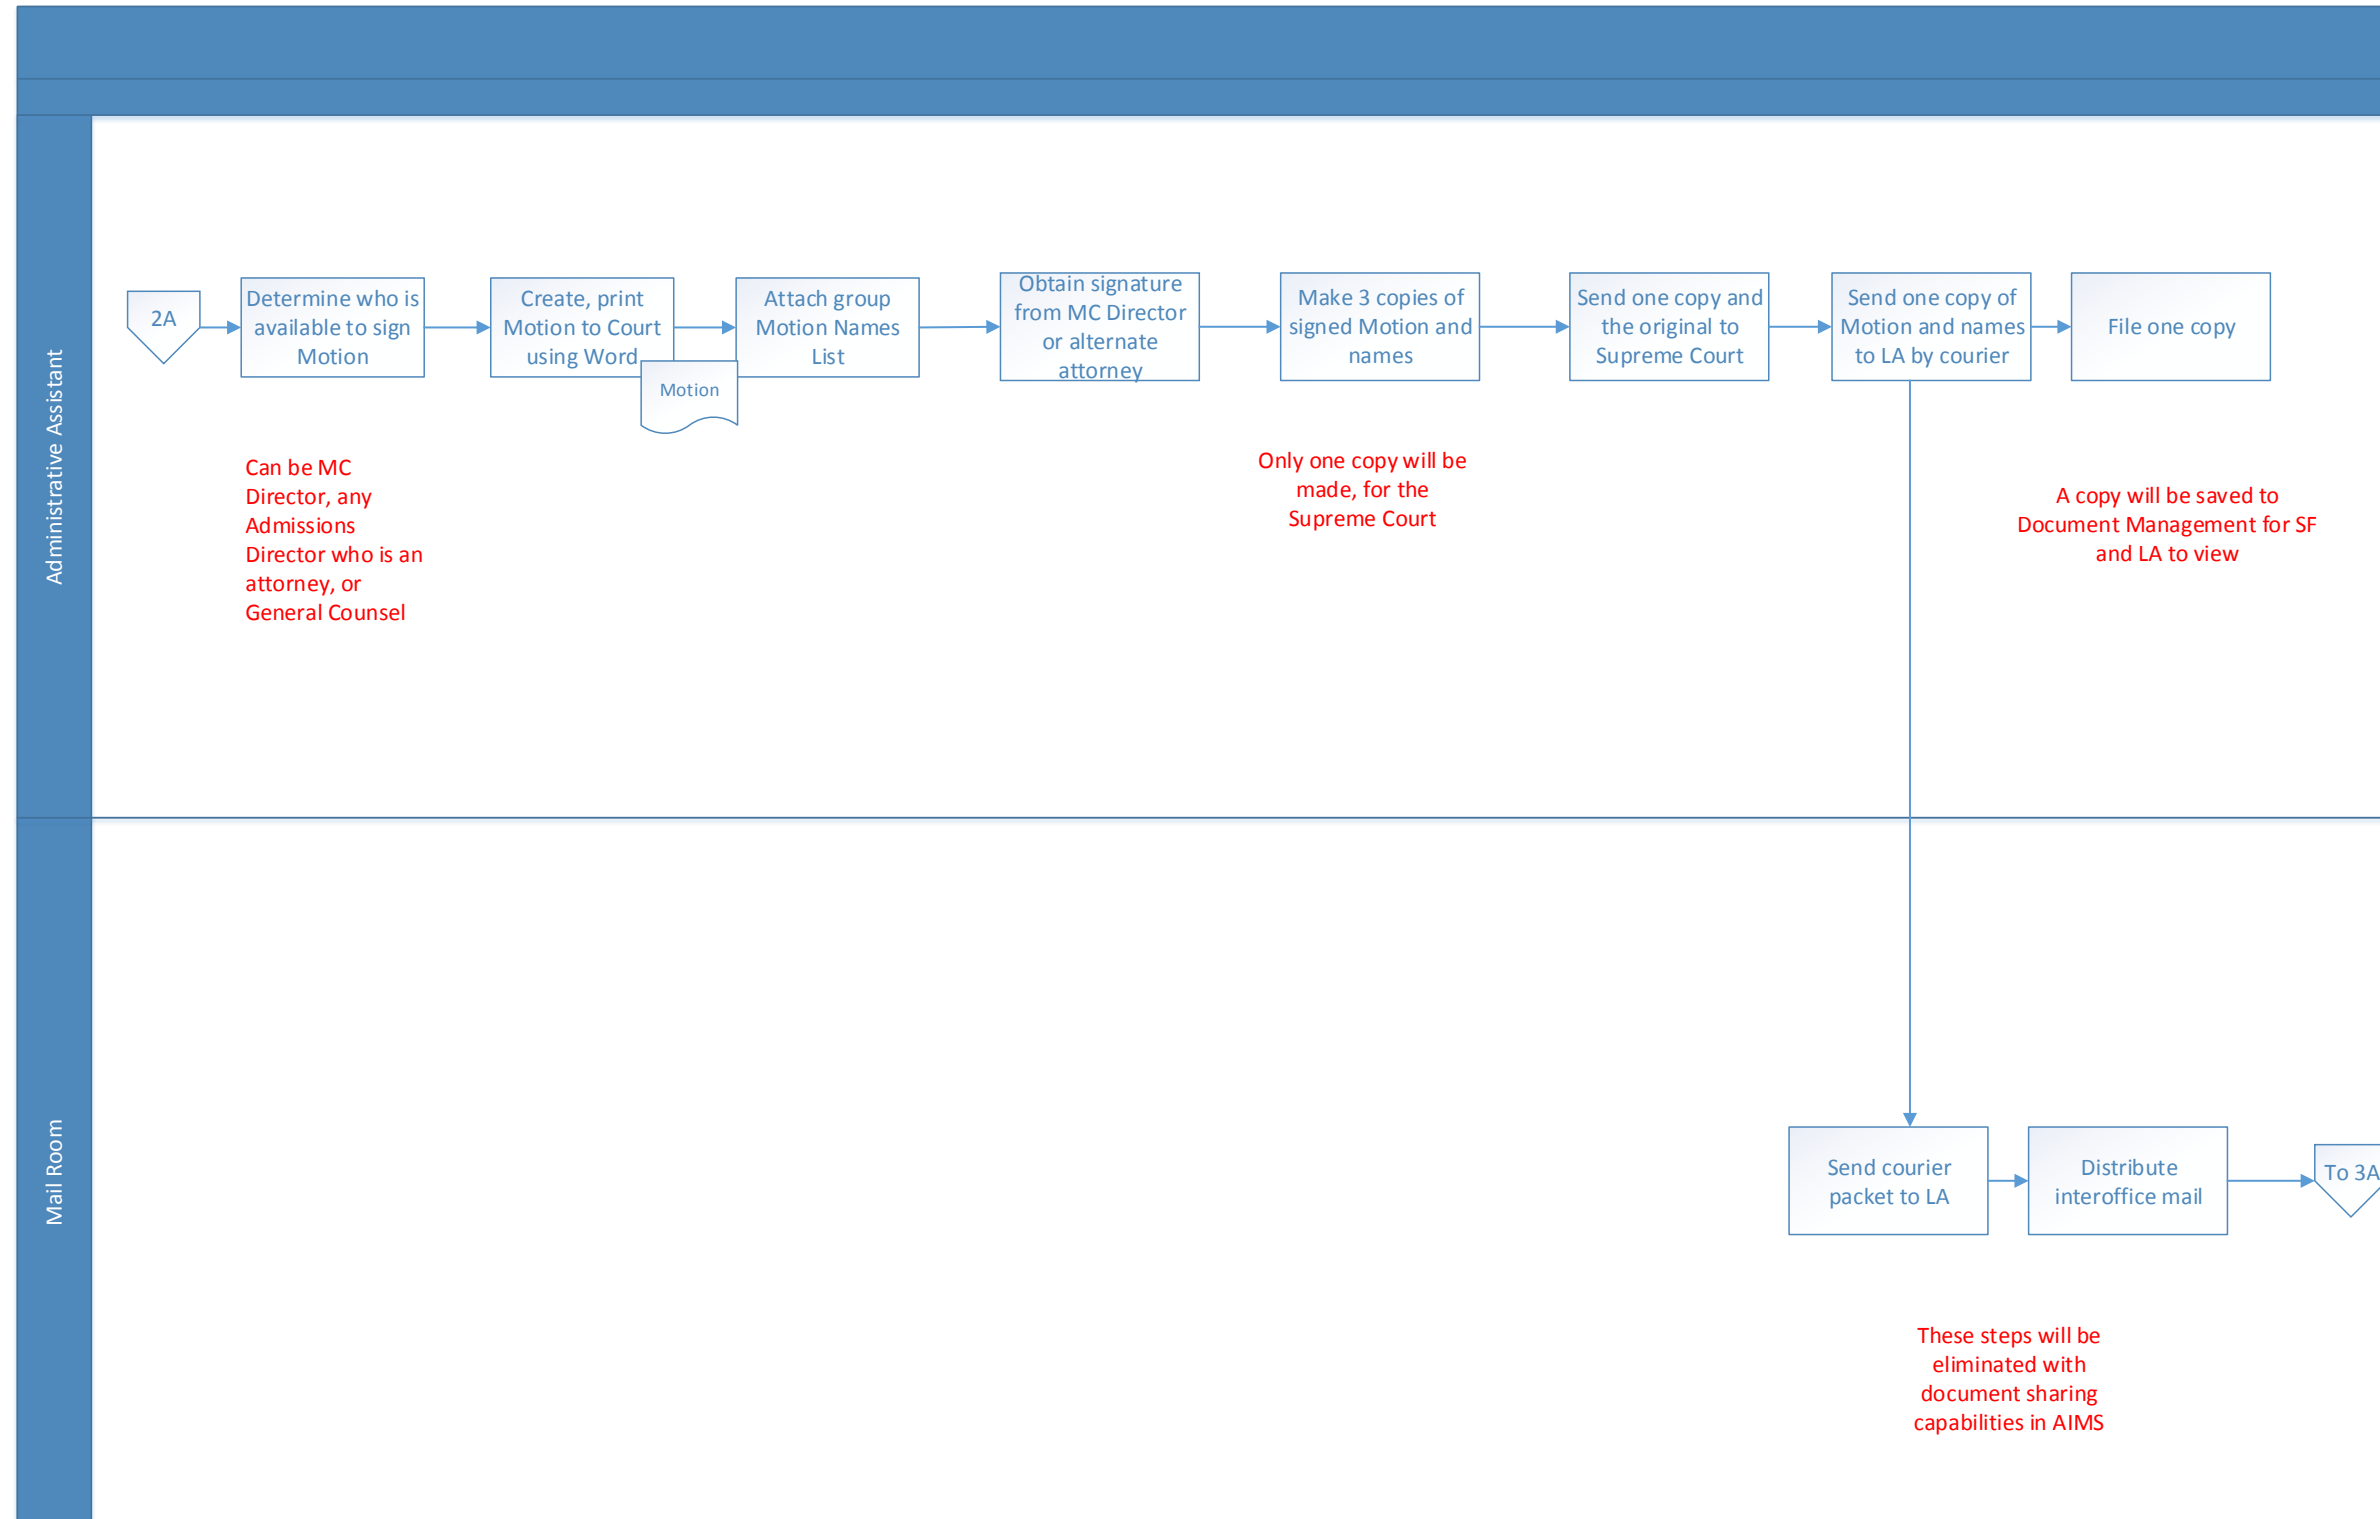 Administrative Assistant
2A
Determine who is
available to sign
Motion
Create, print
Motion to Court
using Word
Motion
Attach group
Motion Names
List
Obtain signature
from MC Director
or alternate
attorney
Make 3 copies of
signed Motion and
names
Send one copy and
the original to
Supreme Court
Send one copy of
Motion and names
to LA by courier
File one copy
Can be MC
Director, any
Admissions
Director who is an
attorney, or
General Counsel
Only one copy will be
made, for the
Supreme Court
A copy will be saved to
Document Management for SF
and LA to view
Mail Room
Send courier
packet to LA
Distribute
interoffice mail
To 3A
These steps will be
eliminated with
document sharing
capabilities in AIMS